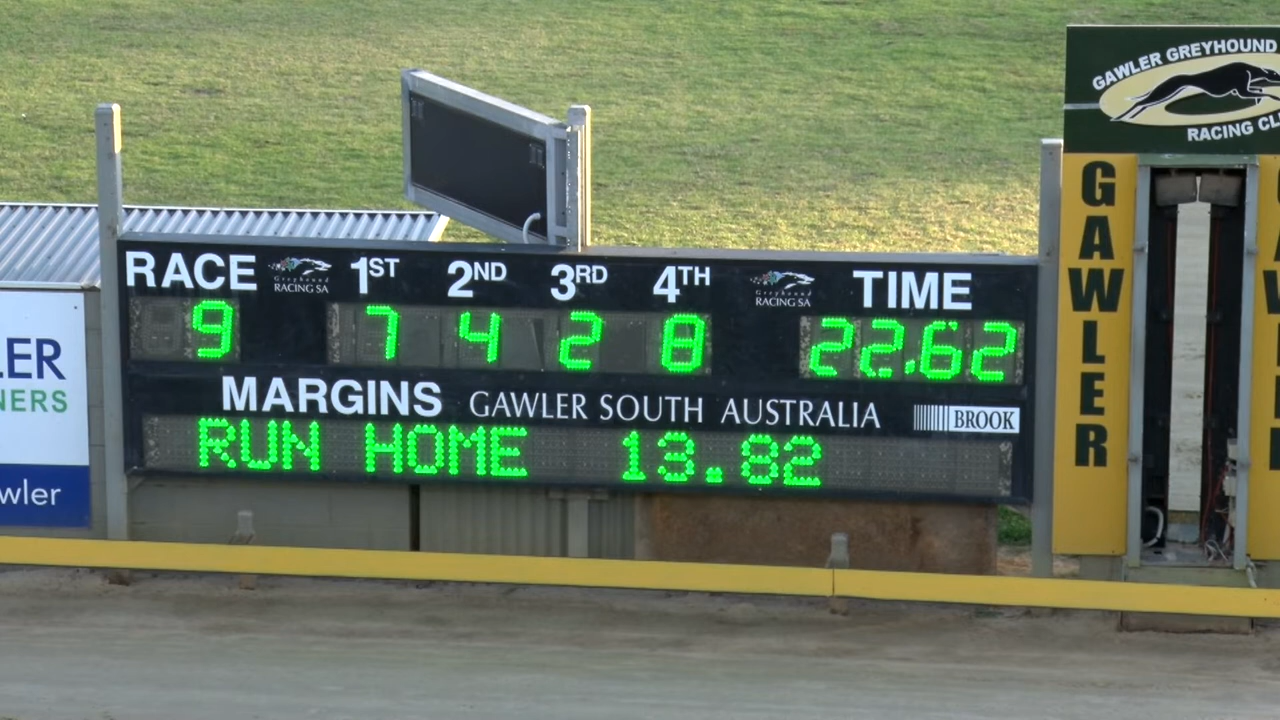 GAWLER GREYHOUND
RACING CL
GAWLER
RACE
Greyhound
RACING SA
1ST
2ND
3RD
4TH
Greyhound
RACING SA
TIME
9
7
4
2
8
22.62
MARGINS
GAWLER SOUTH AUSTRALIA
BROOK
RUN HOME 13.82
LER
NERS
wler